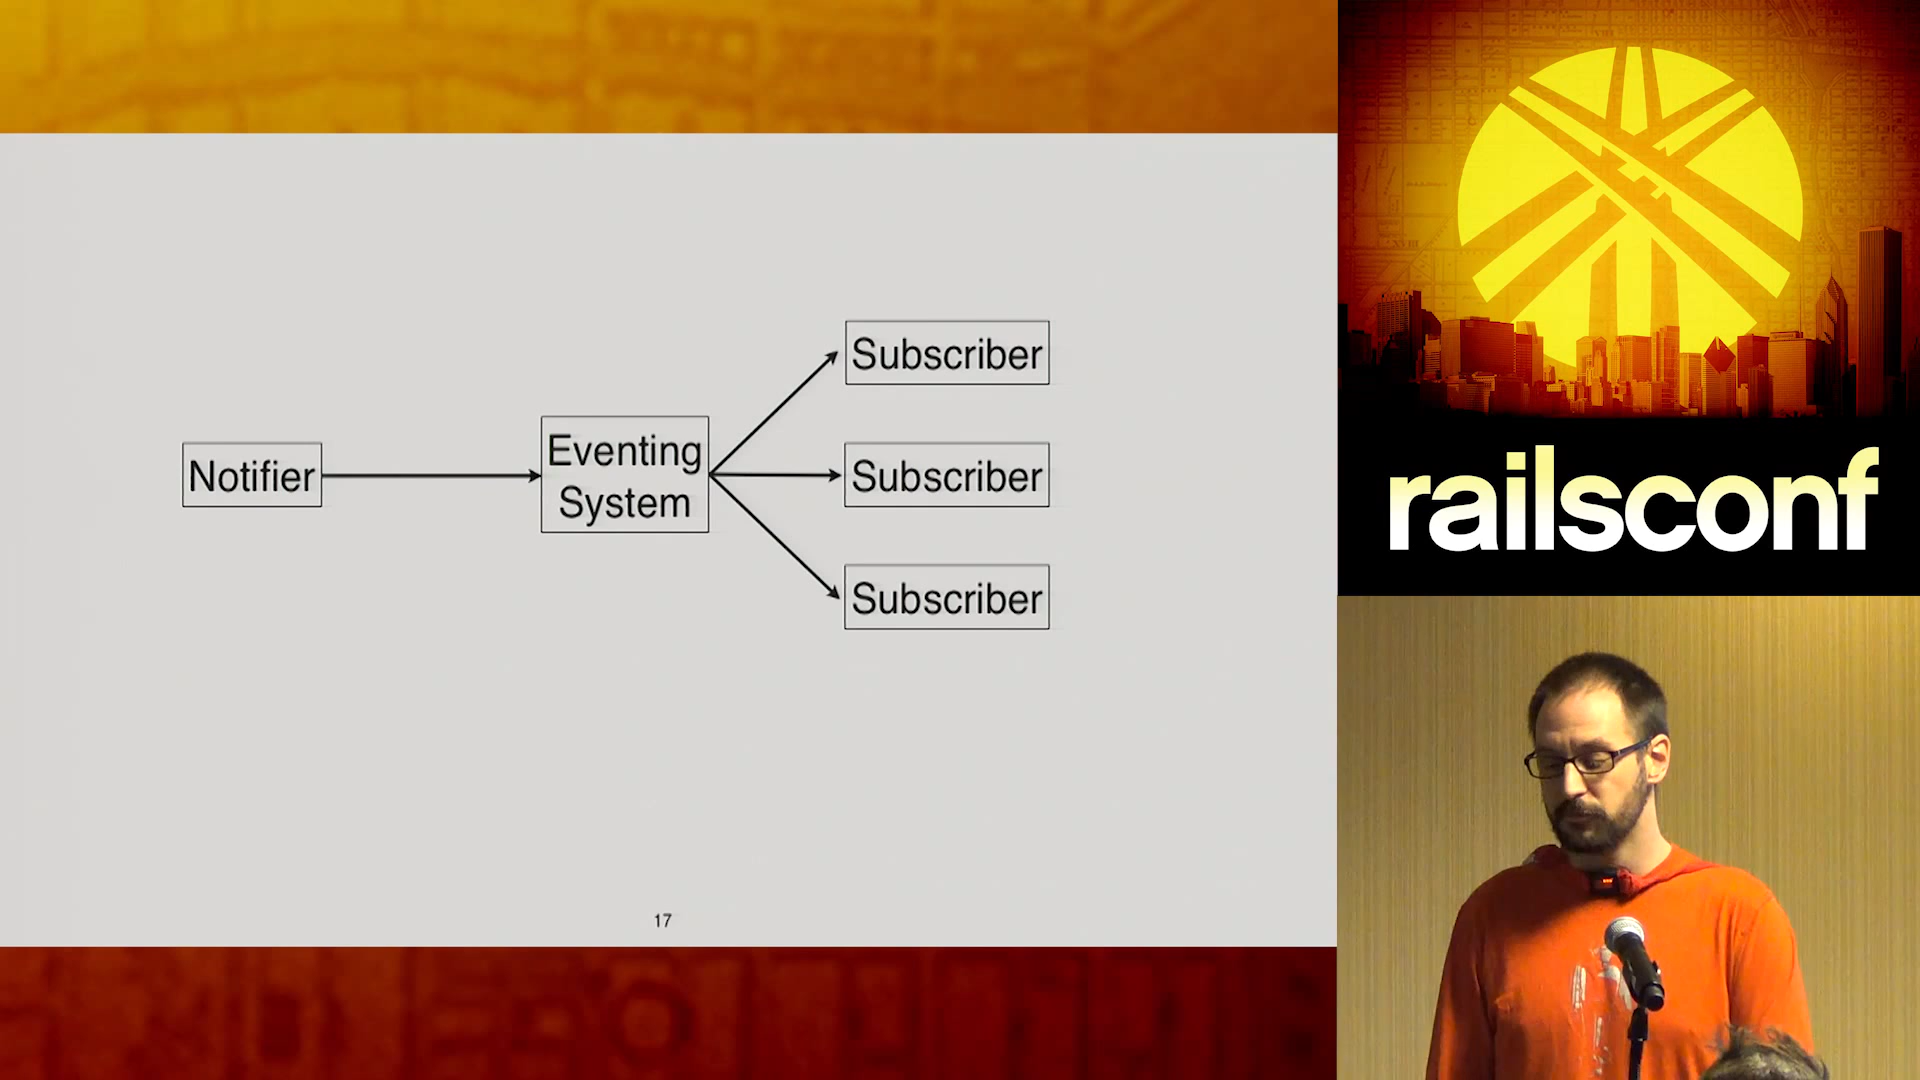 Notifier
Eventing
System
Subscriber
Subscriber
Subscriber
17
railsconf